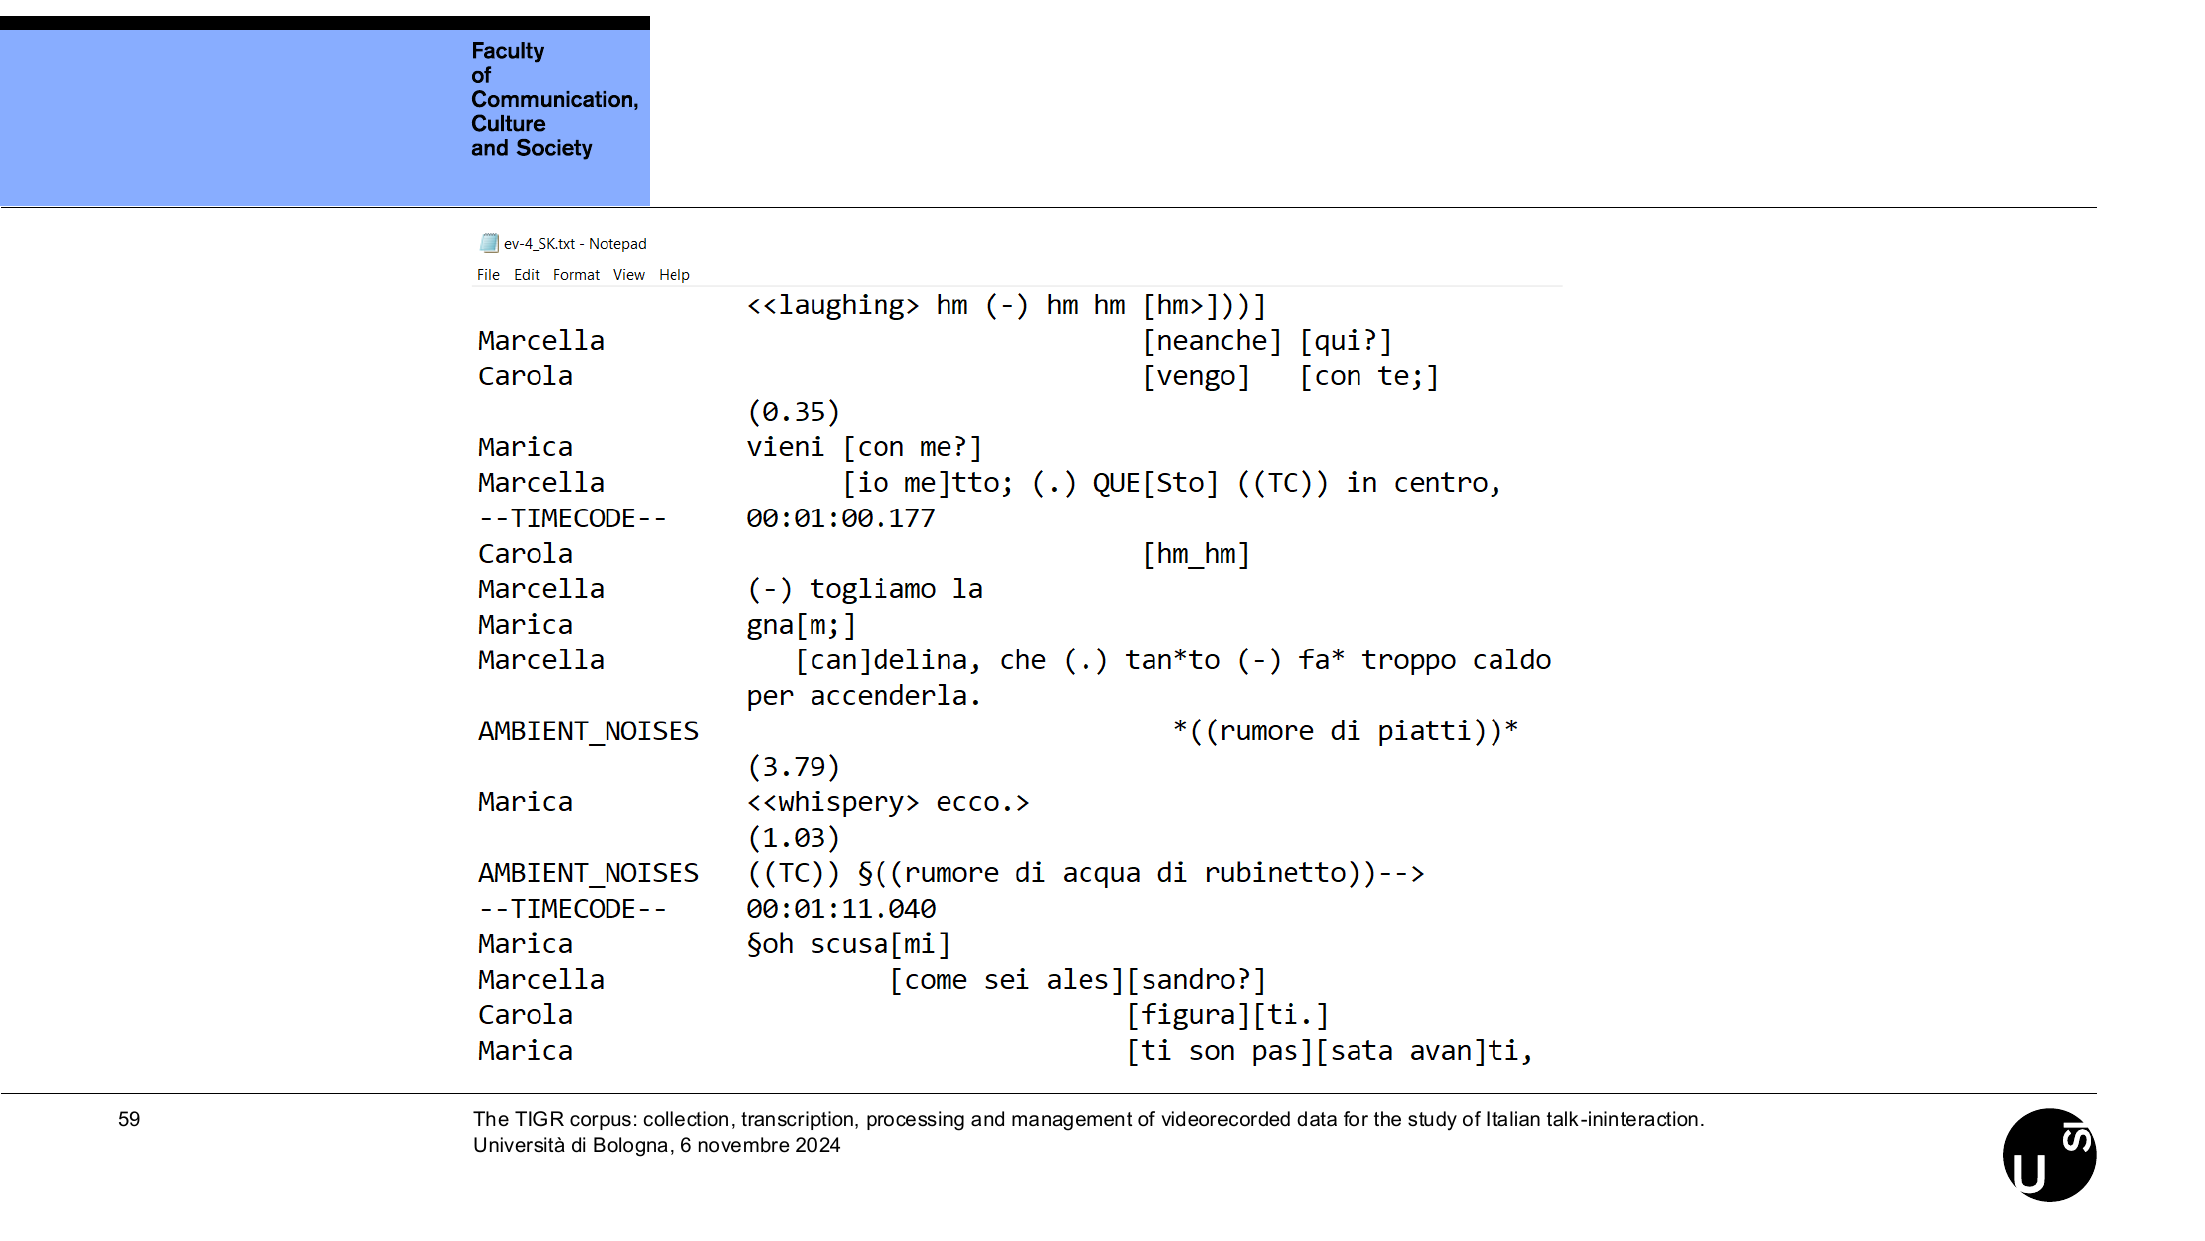 Faculty
of
Communication,
Culture
and Society
ev-4_SK.txt - Notepad
File Edit Format View Help
<<laughing> hm (-) hm hm [hm>]))]
Marcella [neanche] [qui?]
Carola [vengo] [con te;]
(0.35)
Marica vieni [con me?]
Marcella [io me]tto; (.) QUE[Sto] ((TC)) in centro,
--TIMECODE-- 00:01:00.177
Carola [hm_hm]
Marcella (-) togliamo la
Marica gna[m;]
Marcella [can]delina, che (.) tan*to (-) fa* troppo caldo
per accenderla.
AMBIENT_NOISES *((rumore di piatti))*
(3.79)
Marica <<whispery> ecco.>
(1.03)
AMBIENT_NOISES ((TC)) §((rumore di acqua di rubinetto))-->
--TIMECODE-- 00:01:11.040
Marica §oh scusa[mi]
Marcella [come sei ales][sandro?]
Carola [figura][ti.]
Marica [ti son pas][sata avan]ti,
59
The TIGR corpus: collection, transcription, processing and management of videorecorded data for the study of Italian talk-ininteraction.
Università di Bologna, 6 novembre 2024
U SI